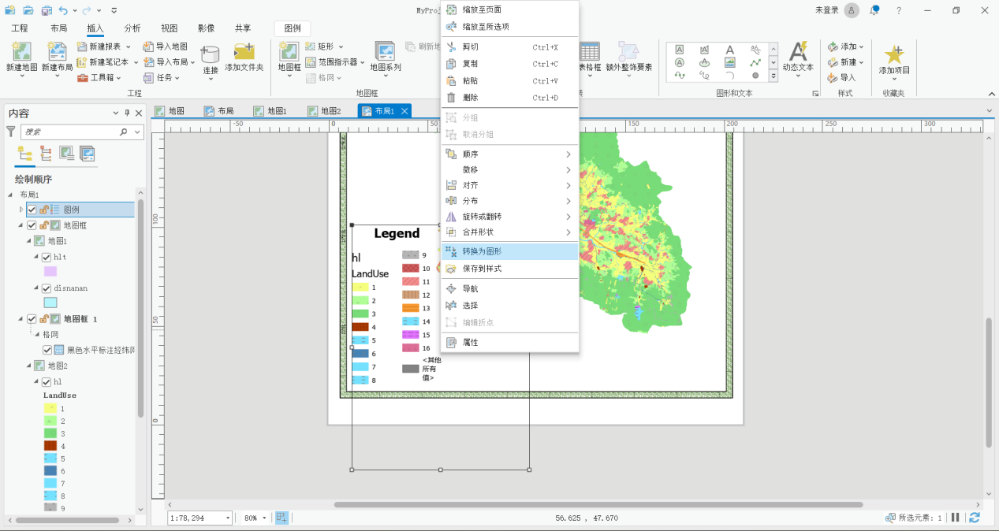 MyProj
未登录
?
工程
布局
插入
分析
视图
影像
共享
图例
新建地图
新建布局
新建报表
新建笔记本
工具箱
导入地图
导入布局
任务
连接
添加文件夹
工程
地图框
矩形
范围指示器
格网
地图系列
刷新地
地图框
表格框
额外整饰要素
A
A
A
A
A
动态文本
图形和文本
添加
新建
导入
样式
添加项目
收藏夹
内容
搜索
绘制顺序
布局1
图例
地图框
地图1
hlt
disnanan
地图框 1
格网
黑色水平标注经纬网
地图2
hl
LandUse
1
2
3
4
5
6
7
8
9
地图
布局
地图1
地图2
布局1
-50
0
50
150
200
250
300
100
50
0
Legend
hl
LandUse
1
2
3
4
5
6
7
8
9
10
11
12
13
14
15
16
<其他
所有
值>
缩放至页面
缩放至所选项
剪切 Ctrl+X
复制 Ctrl+C
粘贴 Ctrl+V
删除 Ctrl+D
分组
取消分组
顺序
微移
对齐
分布
旋转或翻转
合并形状
转换为图形
保存到样式
导航
选择
编辑折点
属性
1:78,294
80%
56.625 , 47.670
所选元素: 1